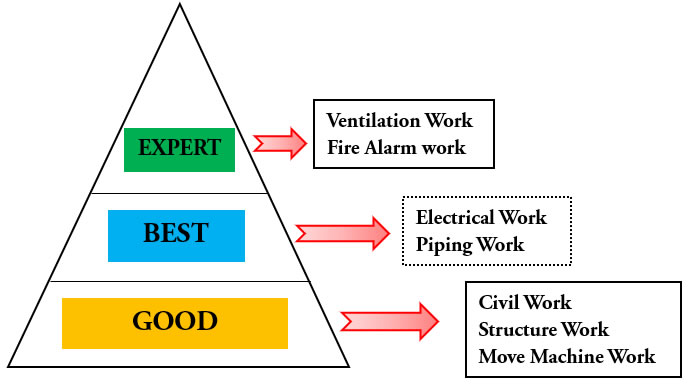 EXPERT
Ventilation Work
Fire Alarm work
BEST
Electrical Work
Piping Work
GOOD
Civil Work
Structure Work
Move Machine Work